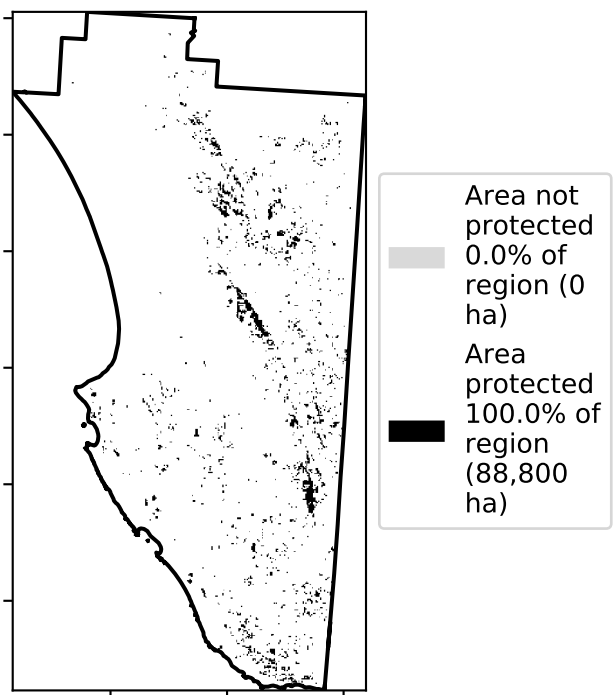 Area not
protected
0.0% of
region (0
ha)
Area
protected
100.0% of
region
(88,800
ha)